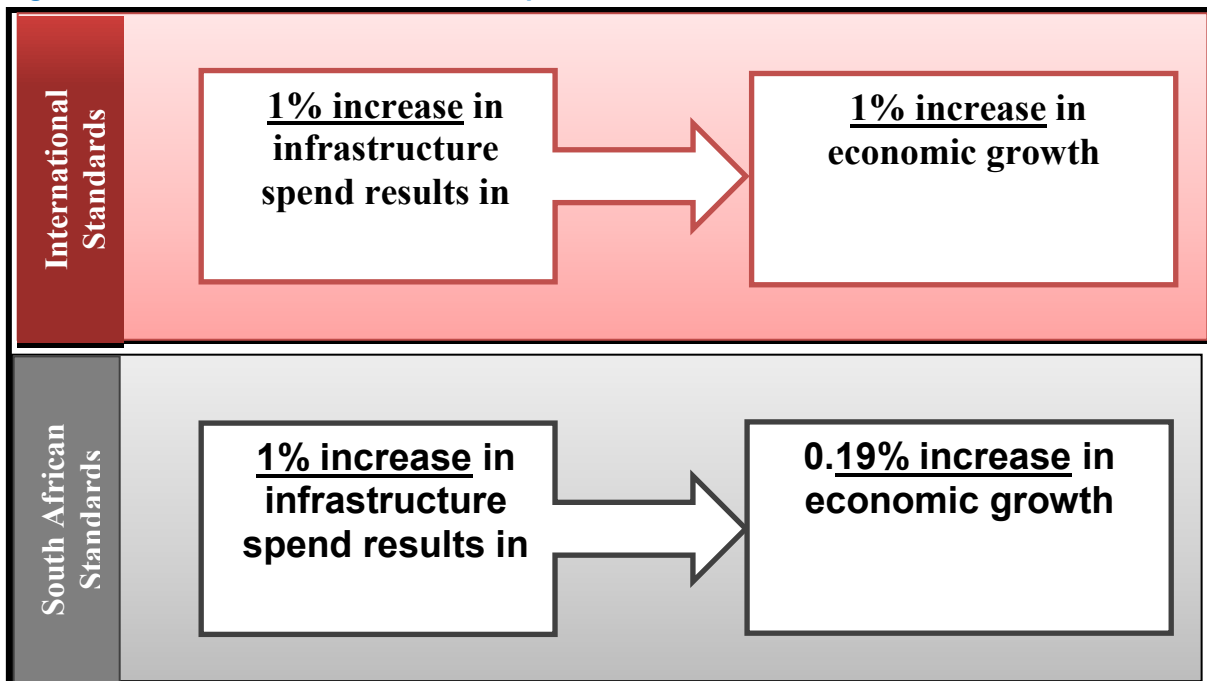 International
Standards
1% increase in
infrastructure
spend results in
1% increase in
economic growth
South African
Standards
1% increase in
infrastructure
spend results in
0.19% increase in
economic growth